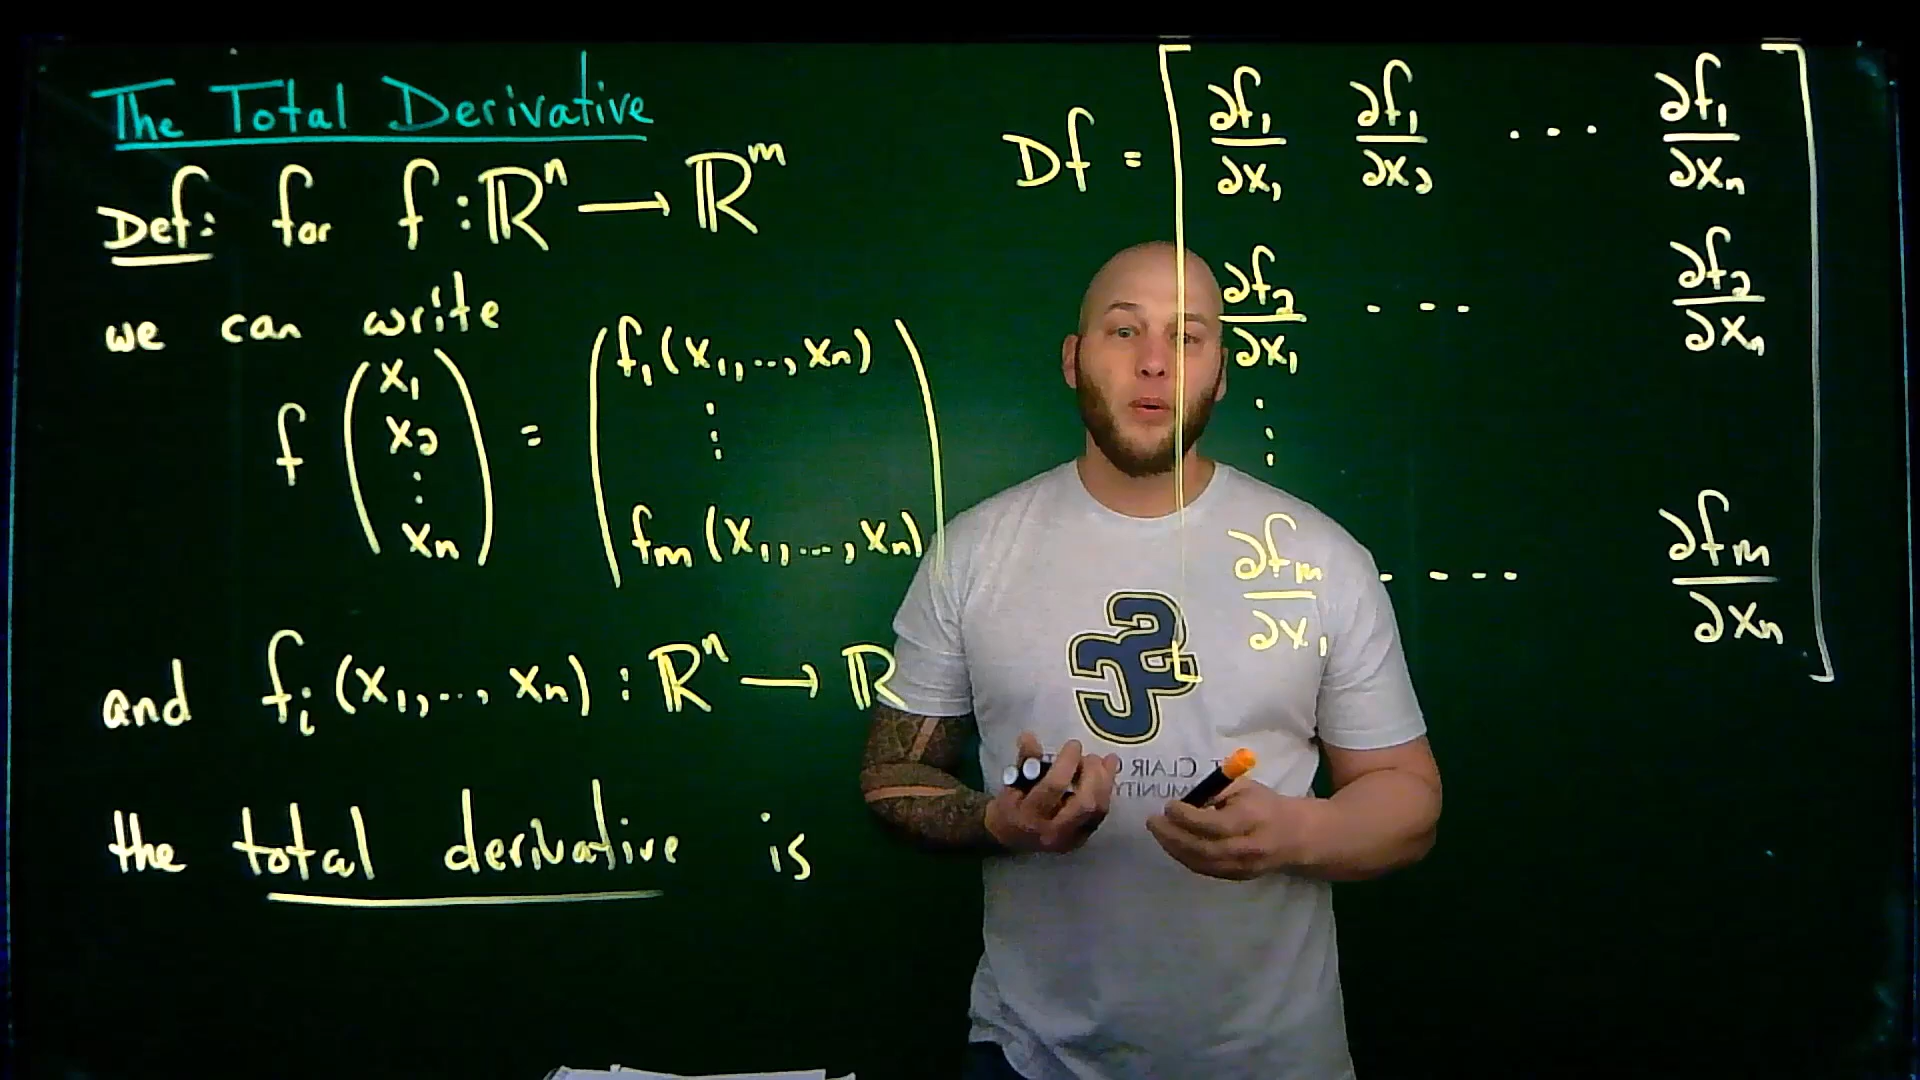 The Total Derivative
Def: for f : ℝⁿ → ℝᵐ
we can write
f ( x₁ x₂ ⋮ xₙ ) = ( f₁(x₁,..,xₙ) ⋮ fₘ(x₁,...,xₙ) )
and fᵢ(x₁,..,xₙ) : ℝⁿ → ℝ
the total derivative is
Df = [ ∂f₁/∂x₁ ∂f₁/∂x₂ ... ∂f₁/∂xₙ
∂f₂/∂x₁ ... ∂f₂/∂xₙ
⋮
∂fₘ/∂x₁ .... ∂fₘ/∂xₙ ]
CLAIR